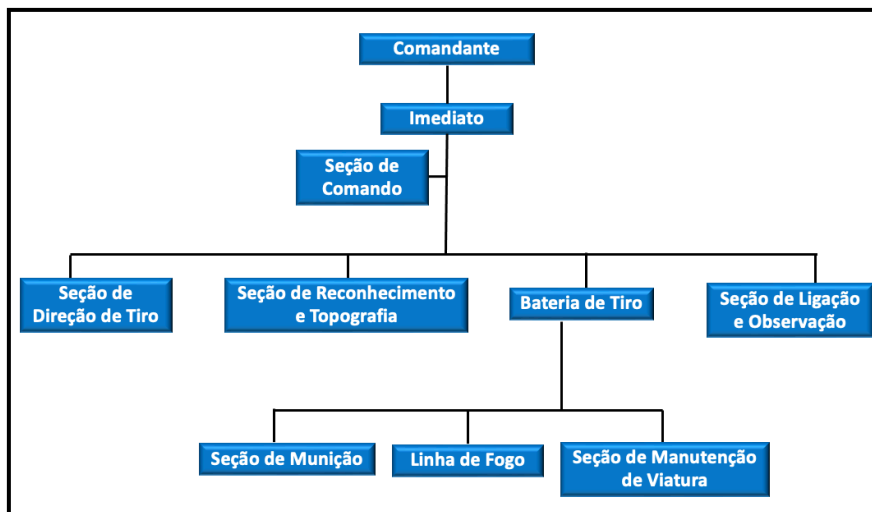 Comandante
Imediato
Seção de
Comando
Seção de
Direção de Tiro
Seção de Reconhecimento
e Topografia
Bateria de Tiro
Seção de Ligação
e Observação
Seção de Munição
Linha de Fogo
Seção de Manutenção
de Viatura